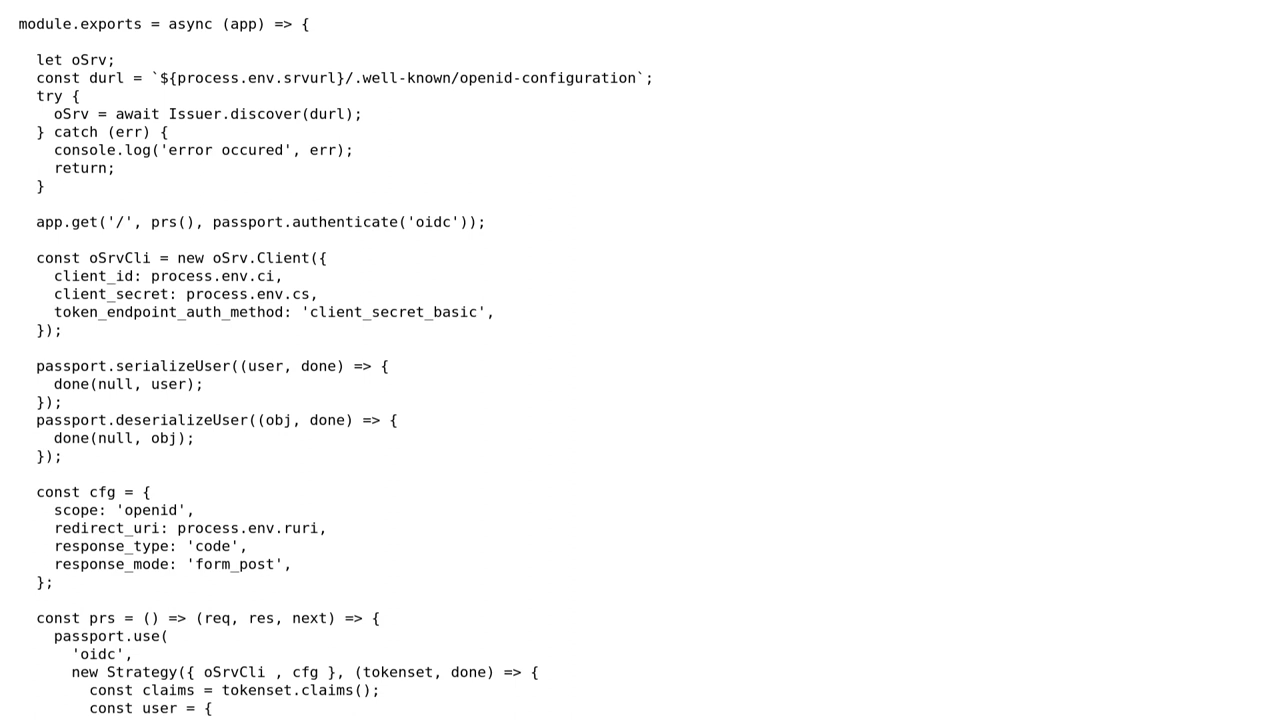 module.exports = async (app) => {
let oSrv;
const durl = `${process.env.srvurl}/.well-known/openid-configuration`;
try {
oSrv = await Issuer.discover(durl);
} catch (err) {
console.log('error occured', err);
return;
}
app.get('/', prs(), passport.authenticate('oidc'));
const oSrvCli = new oSrv.Client({
client_id: process.env.ci,
client_secret: process.env.cs,
token_endpoint_auth_method: 'client_secret_basic',
});
passport.serializeUser((user, done) => {
done(null, user);
});
passport.deserializeUser((obj, done) => {
done(null, obj);
});
const cfg = {
scope: 'openid',
redirect_uri: process.env.ruri,
response_type: 'code',
response_mode: 'form_post',
};
const prs = () => (req, res, next) => {
passport.use(
'oidc',
new Strategy({ oSrvCli , cfg }, (tokenset, done) => {
const claims = tokenset.claims();
const user = {